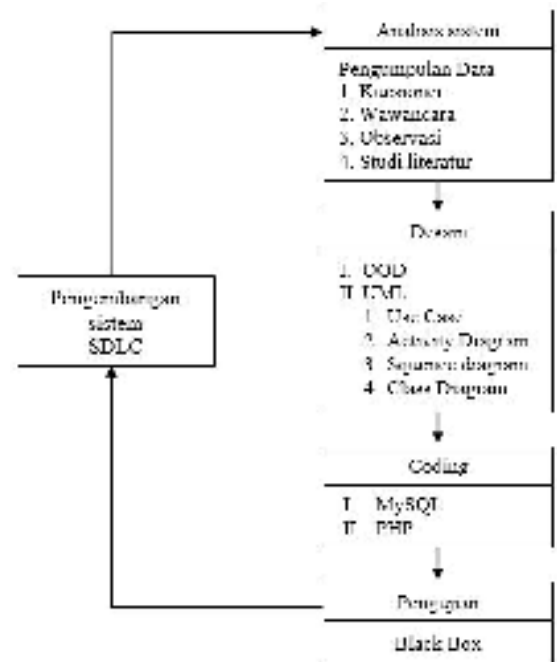 Analisis sistem
Pengumpulan Data
1. Kuesioner
2. Wawancara
3. Observasi
4. Studi literatur
Desain
I. OOD
II UML
1 Use Case
2 Activity Diagram
3 Squance diagram
4 Class Diagram
Pengembangan
sistem
SDLC
Coding
I MySQL
II PHP
Pengujian
Black Box